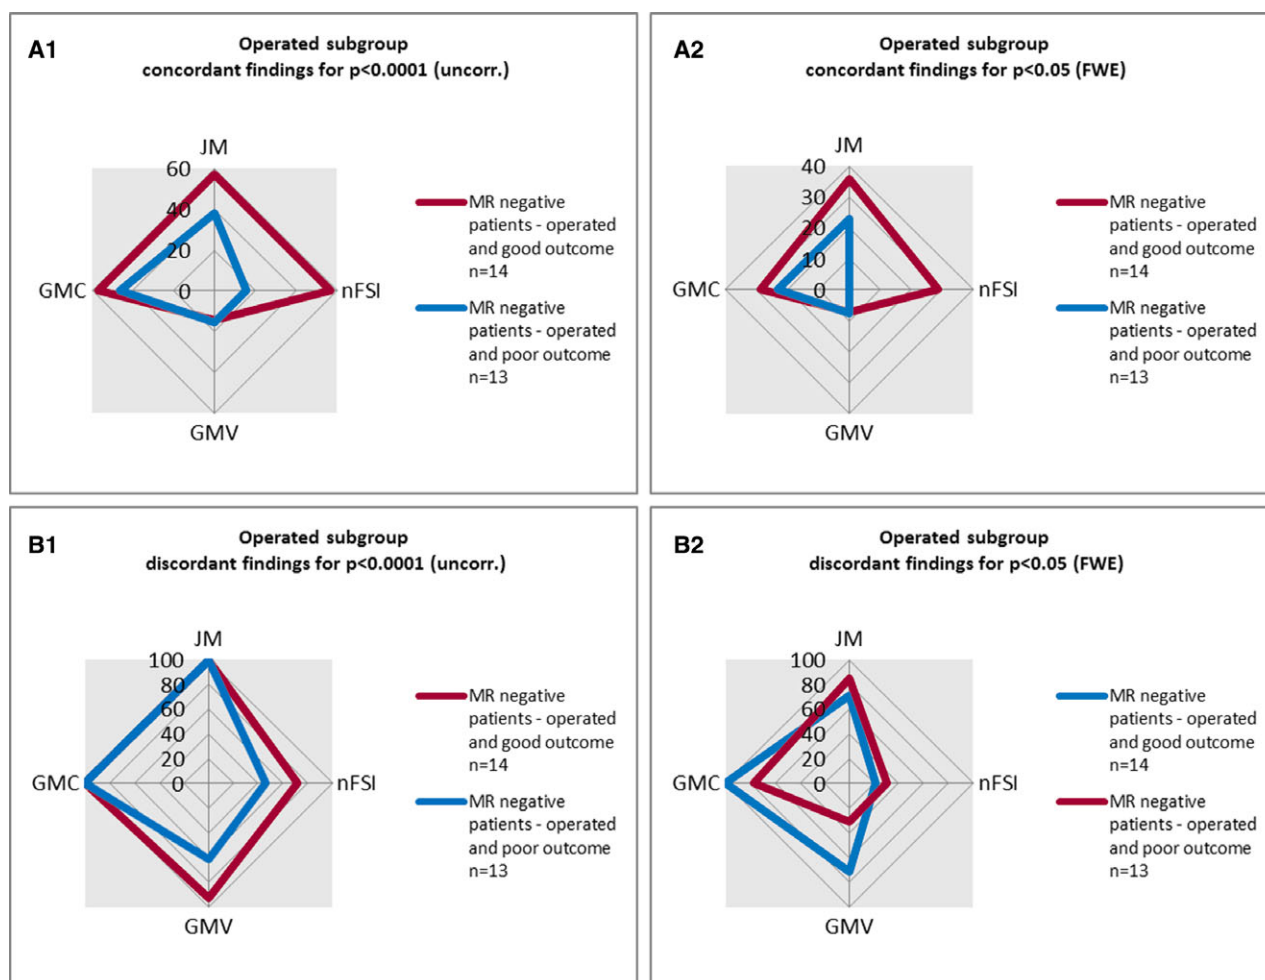 A1
Operated subgroup
concordant findings for p<0.0001 (uncorr.)
JM
60
40
20
0
GMC
nFSI
GMV
MR negative
patients - operated
and good outcome
n=14
MR negative
patients - operated
and poor outcome
n=13
A2
Operated subgroup
concordant findings for p<0.05 (FWE)
JM
40
30
20
10
0
GMC
nFSI
GMV
MR negative
patients - operated
and good outcome
n=14
MR negative
patients - operated
and poor outcome
n=13
B1
Operated subgroup
discordant findings for p<0.0001 (uncorr.)
JM
100
80
60
40
20
0
GMC
nFSI
GMV
MR negative
patients - operated
and good outcome
n=14
MR negative
patients - operated
and poor outcome
n=13
B2
Operated subgroup
discordant findings for p<0.05 (FWE)
JM
100
80
60
40
20
0
GMC
nFSI
GMV
MR negative
patients - operated
and good outcome
n=14
MR negative
patients - operated
and poor outcome
n=13